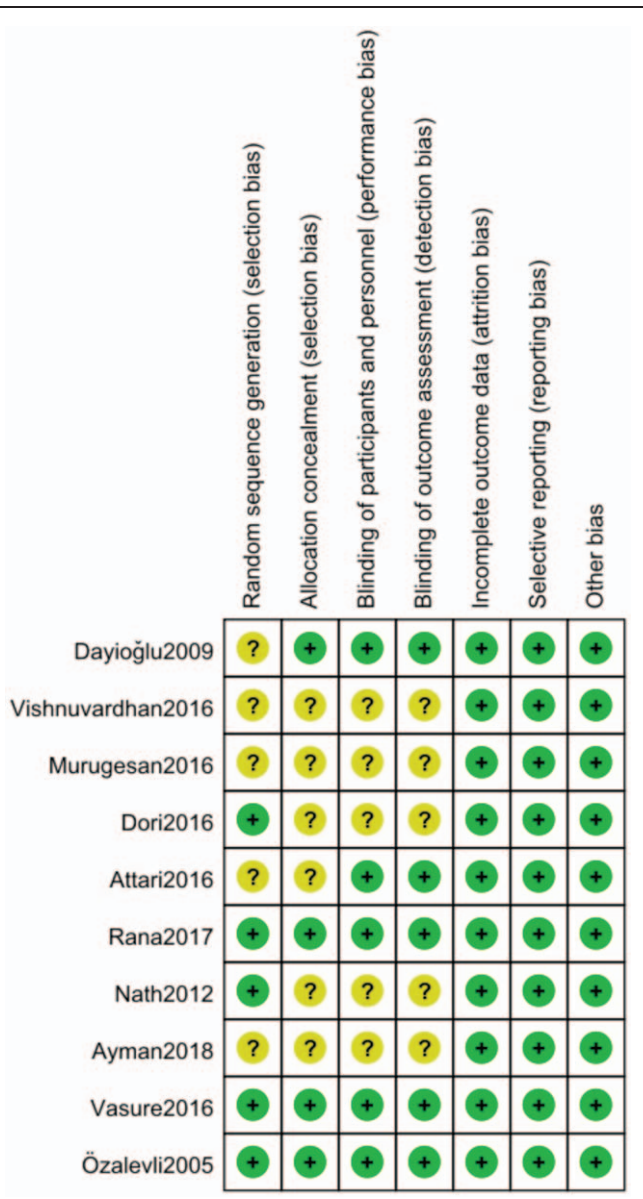 Random sequence generation (selection bias)
Allocation concealment (selection bias)
Blinding of participants and personnel (performance bias)
Blinding of outcome assessment (detection bias)
Incomplete outcome data (attrition bias)
Selective reporting (reporting bias)
Other bias
Dayioğlu2009 ? + + + + + +
Vishnuvardhan2016 ? ? ? ? + + +
Murugesan2016 ? ? ? ? + + +
Dori2016 + ? ? ? + + +
Attari2016 ? ? + + + + +
Rana2017 + + + + + + +
Nath2012 + ? ? ? + + +
Ayman2018 ? ? ? ? + + +
Vasure2016 + + + + + + +
Özalevli2005 + + + + + + +